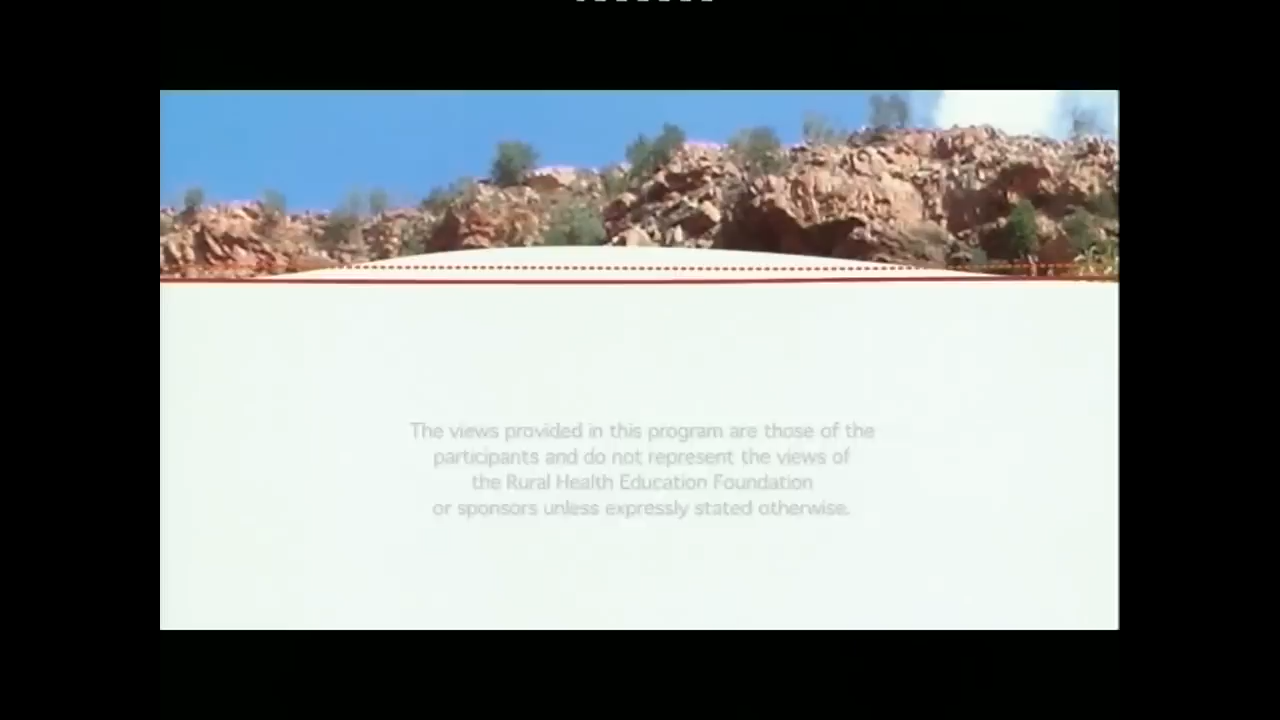 The views provided in this program are those of the
participants and do not represent the views of
the Rural Health Education Foundation
or sponsors unless expressly stated otherwise.